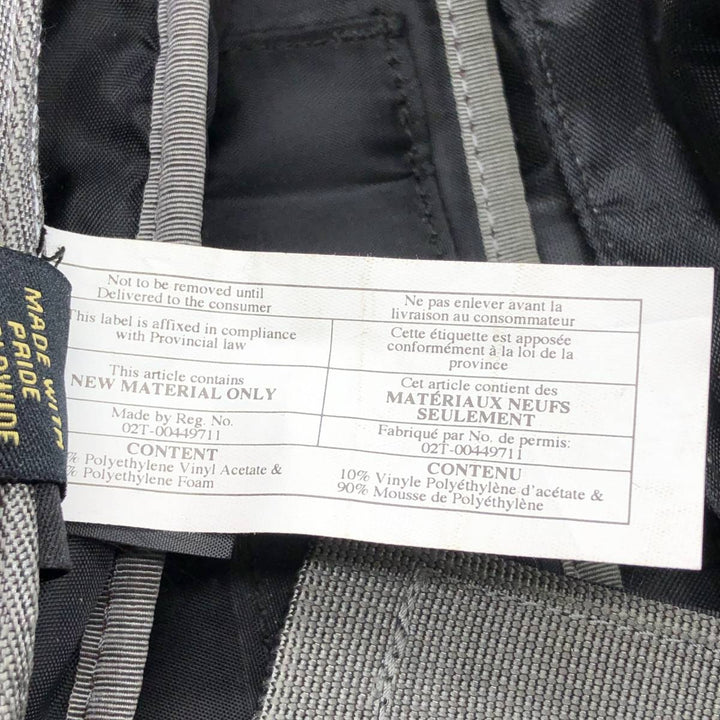 Not to be removed until
Delivered to the consumer
This label is affixed in compliance
with Provincial law
This article contains
NEW MATERIAL ONLY
Made by Reg. No.
02T-00449711
CONTENT
% Polyethylene Vinyl Acetate &
% Polyethylene Foam
Ne pas enlever avant la
livraison au consommateur
Cette étiquette est apposée
conformément à la loi de la
province
Cet article contient des
MATÉRIAUX NEUFS
SEULEMENT
Fabriqué par No. de permis:
02T-00449711
CONTENU
10% Vinyle Polyéthylène d'acétate &
90% Mousse de Polyéthylène
MADE WITH
PRIDE